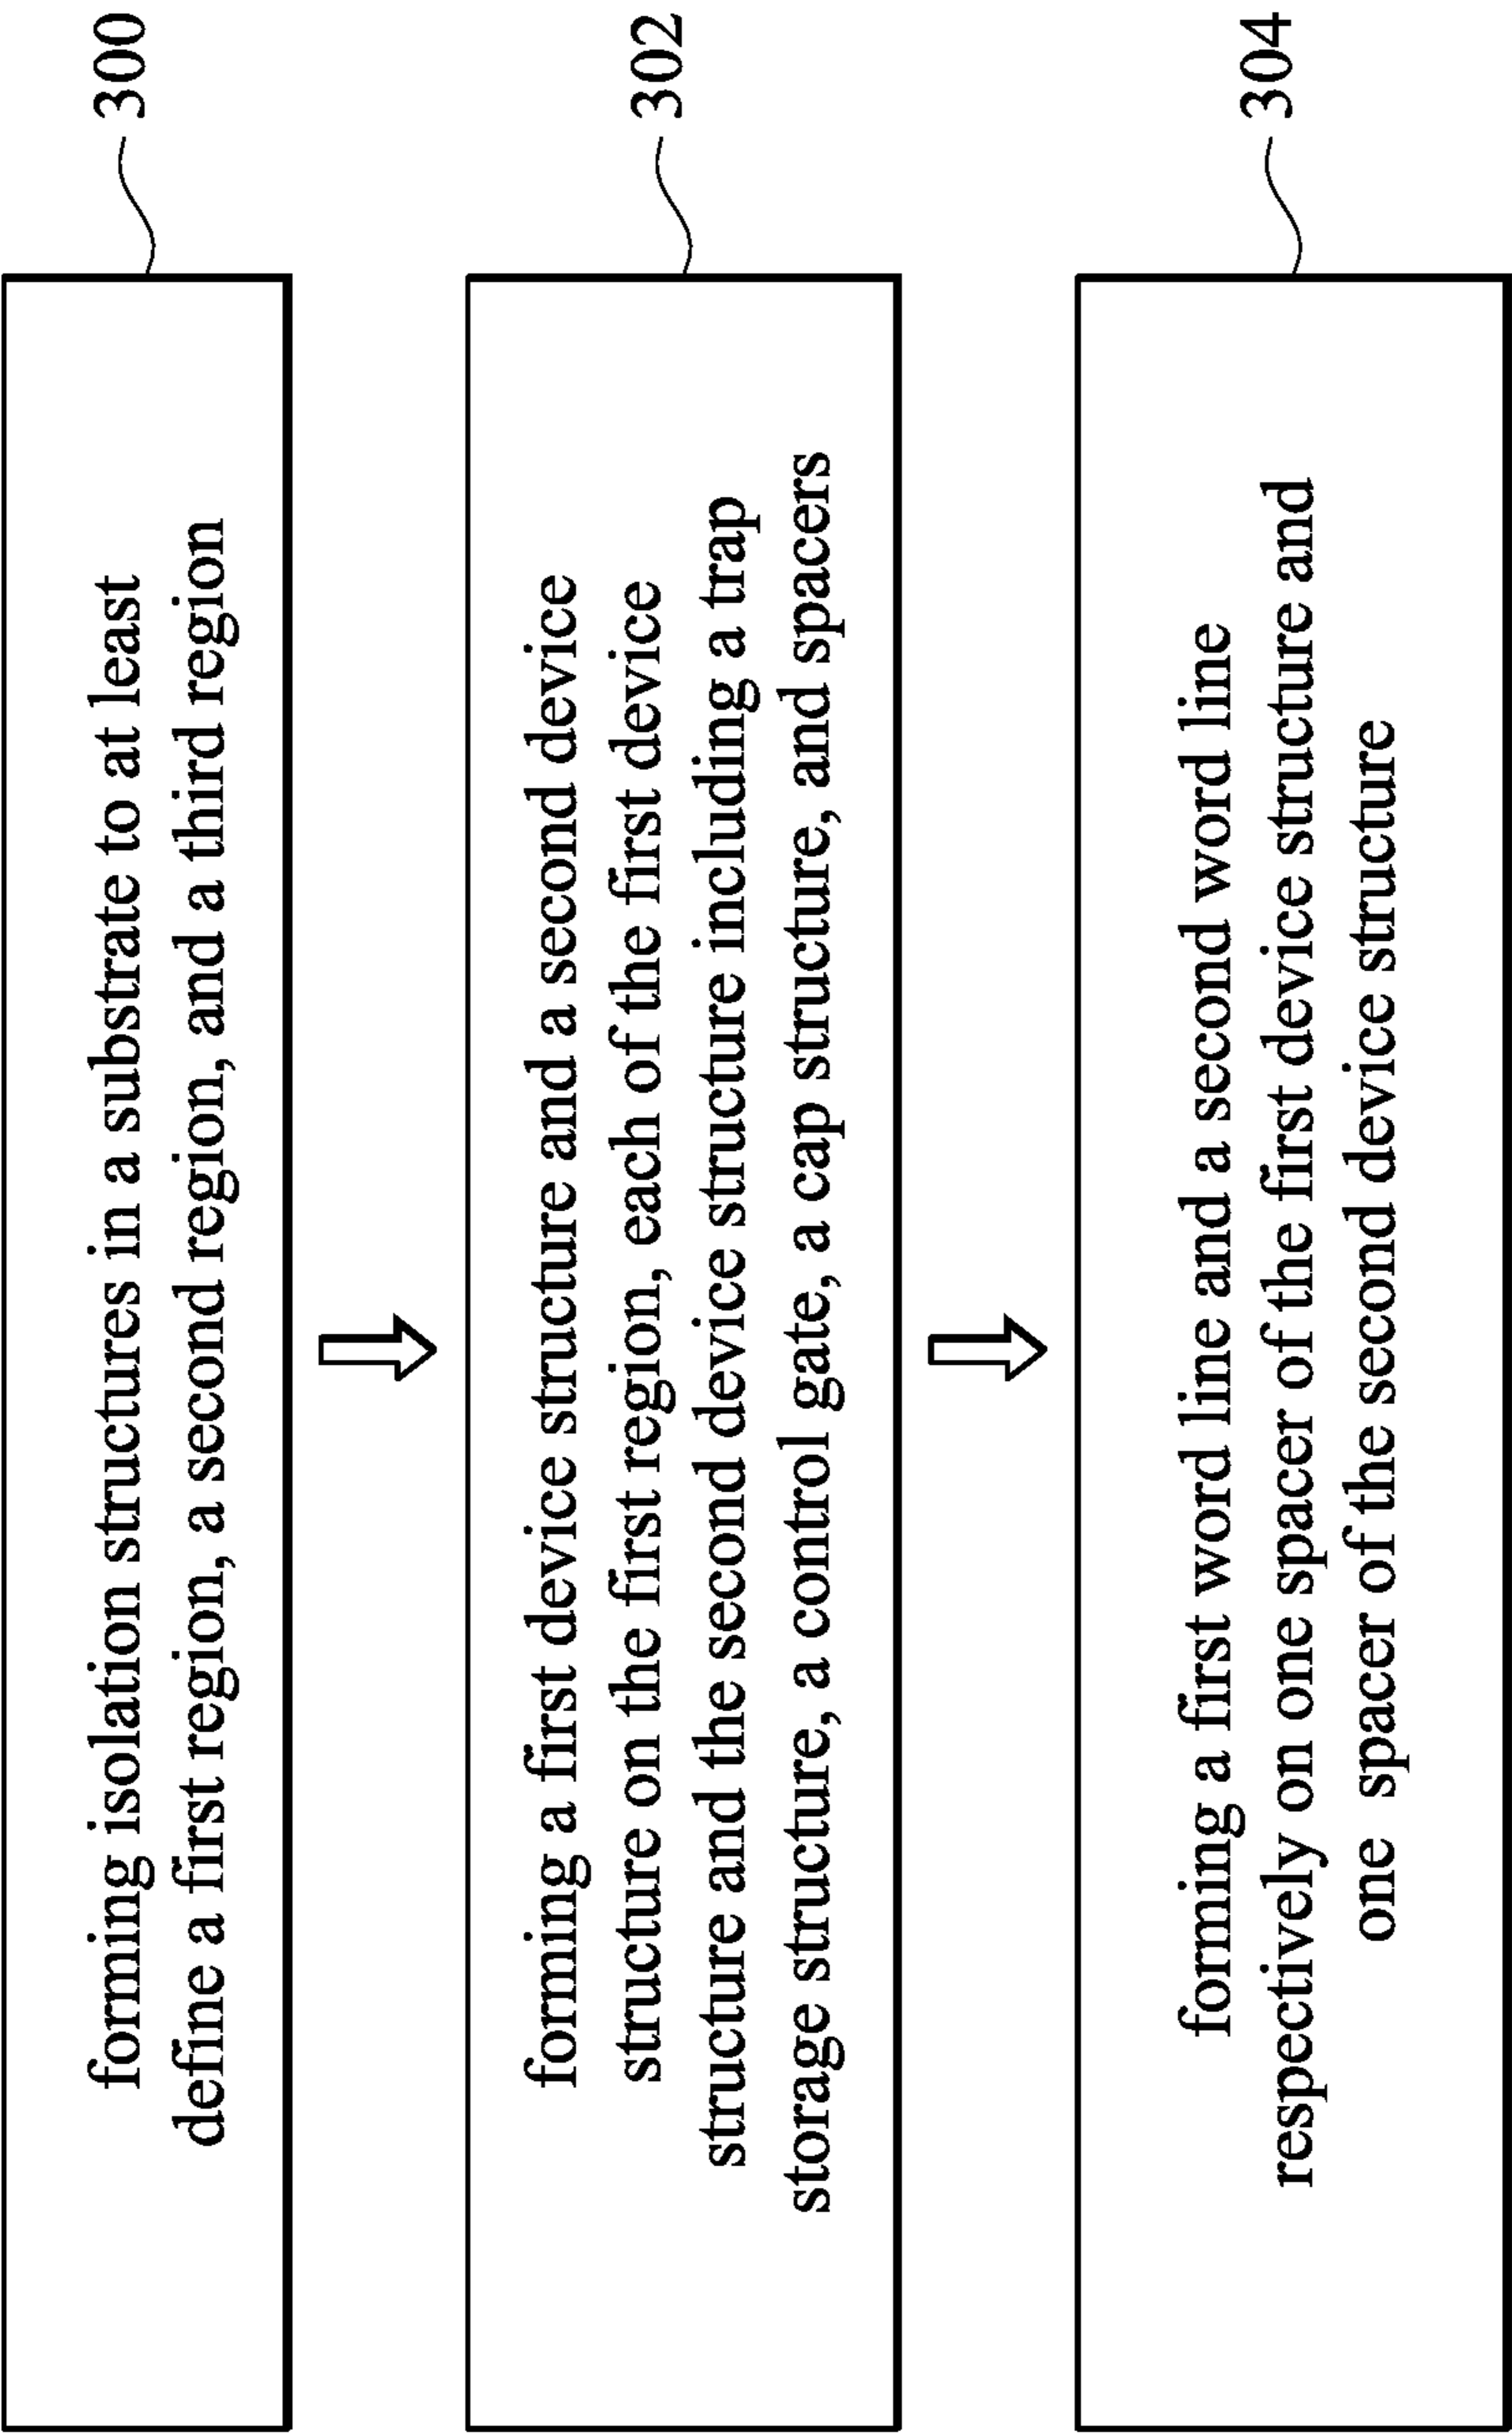 forming isolation structures in a substrate to at least
define a first region, a second region, and a third region
300
forming a first device structure and a second device
structure on the first region, each of the first device
structure and the second device structure including a trap
storage structure, a control gate, a cap structure, and spacers
302
forming a first word line and a second word line
respectively on one spacer of the first device structure and
one spacer of the second device structure
304